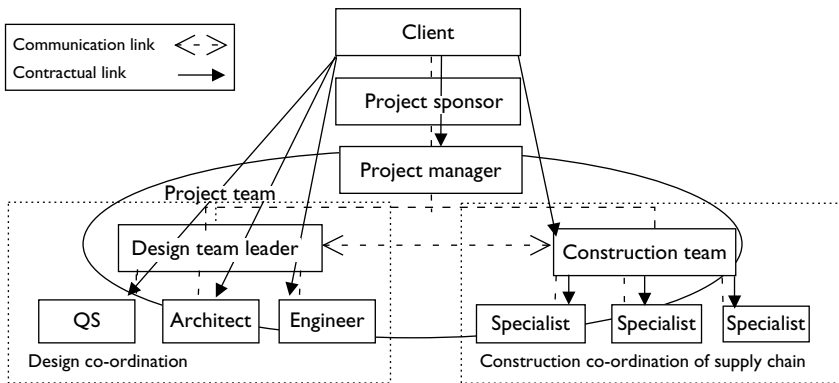 Client
Communication link
Contractual link
Project sponsor
Project manager
Project team
Design team leader
Construction team
QS
Architect
Engineer
Specialist
Specialist
Specialist
Design co-ordination
Construction co-ordination of supply chain